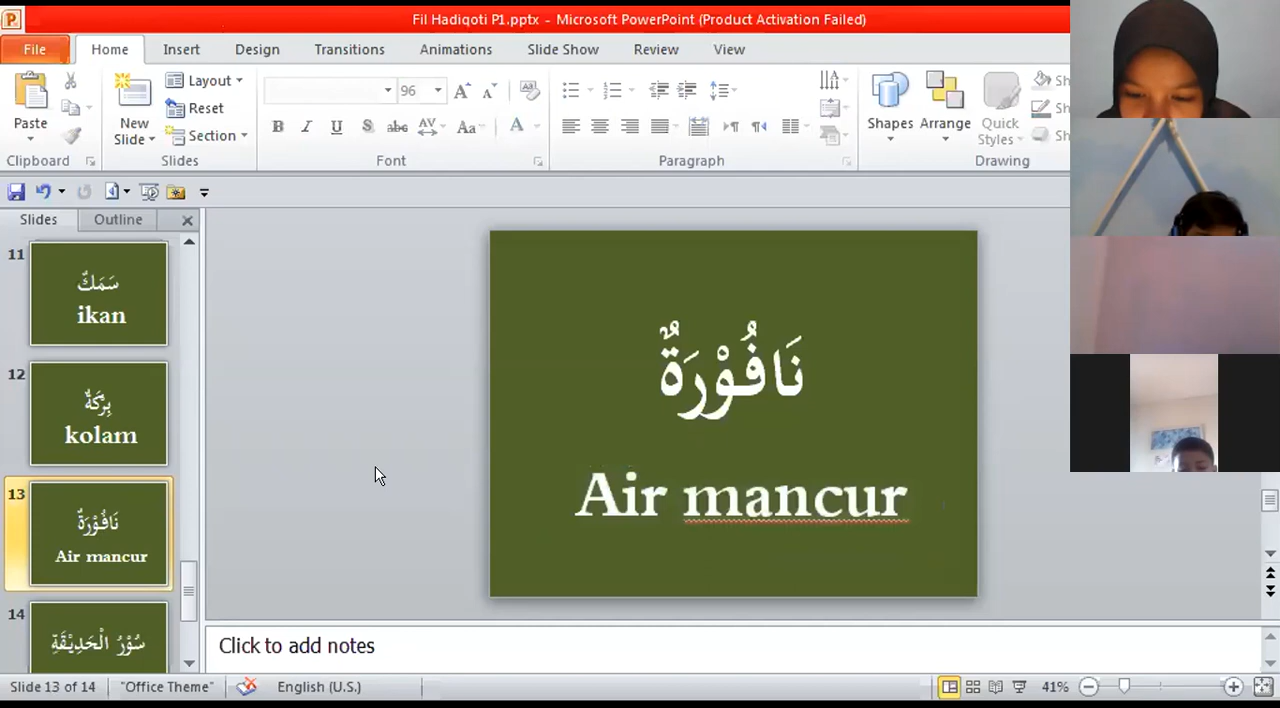 Fil Hadiqoti P1.pptx - Microsoft PowerPoint (Product Activation Failed)
File Home Insert Design Transitions Animations Slide Show Review View
Paste
New Slide
Layout
Reset
Section
96
Shapes
Arrange
Quick Styles
Sh
Sh
Sh
Clipboard Slides Font Paragraph Drawing
Slides Outline
11
سَمَكٌ
ikan
12
بِرْكَةٌ
kolam
13
نَافُوْرَةٌ
Air mancur
14
سُوْرُ الْحَدِيْقَةِ
نَافُوْرَةٌ
Air mancur
Click to add notes
Slide 13 of 14 "Office Theme" English (U.S.) 41%